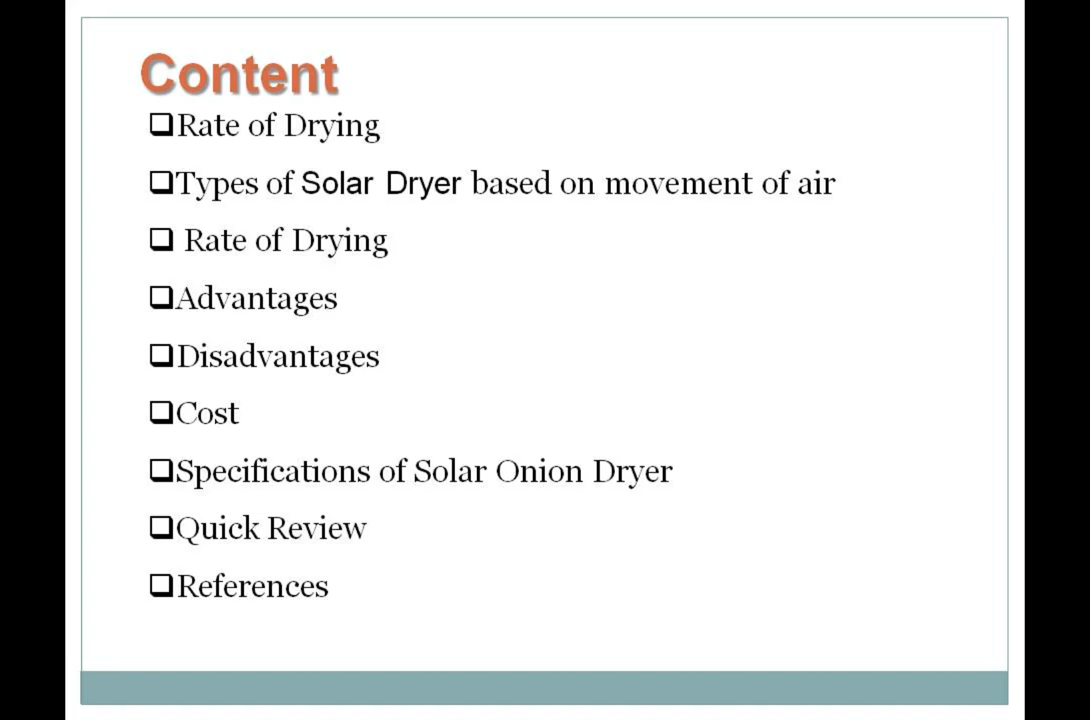 Content
❑Rate of Drying
❑Types of Solar Dryer based on movement of air
❑ Rate of Drying
❑Advantages
❑Disadvantages
❑Cost
❑Specifications of Solar Onion Dryer
❑Quick Review
❑References